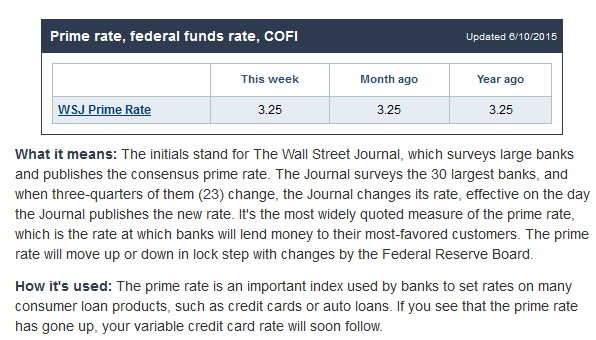 Prime rate, federal funds rate, COFI Updated 6/10/2015
This week Month ago Year ago
WSJ Prime Rate 3.25 3.25 3.25
What it means: The initials stand for The Wall Street Journal, which surveys large banks
and publishes the consensus prime rate. The Journal surveys the 30 largest banks, and
when three-quarters of them (23) change, the Journal changes its rate, effective on the day
the Journal publishes the new rate. It's the most widely quoted measure of the prime rate,
which is the rate at which banks will lend money to their most-favored customers. The prime
rate will move up or down in lock step with changes by the Federal Reserve Board.
How it's used: The prime rate is an important index used by banks to set rates on many
consumer loan products, such as credit cards or auto loans. If you see that the prime rate
has gone up, your variable credit card rate will soon follow.